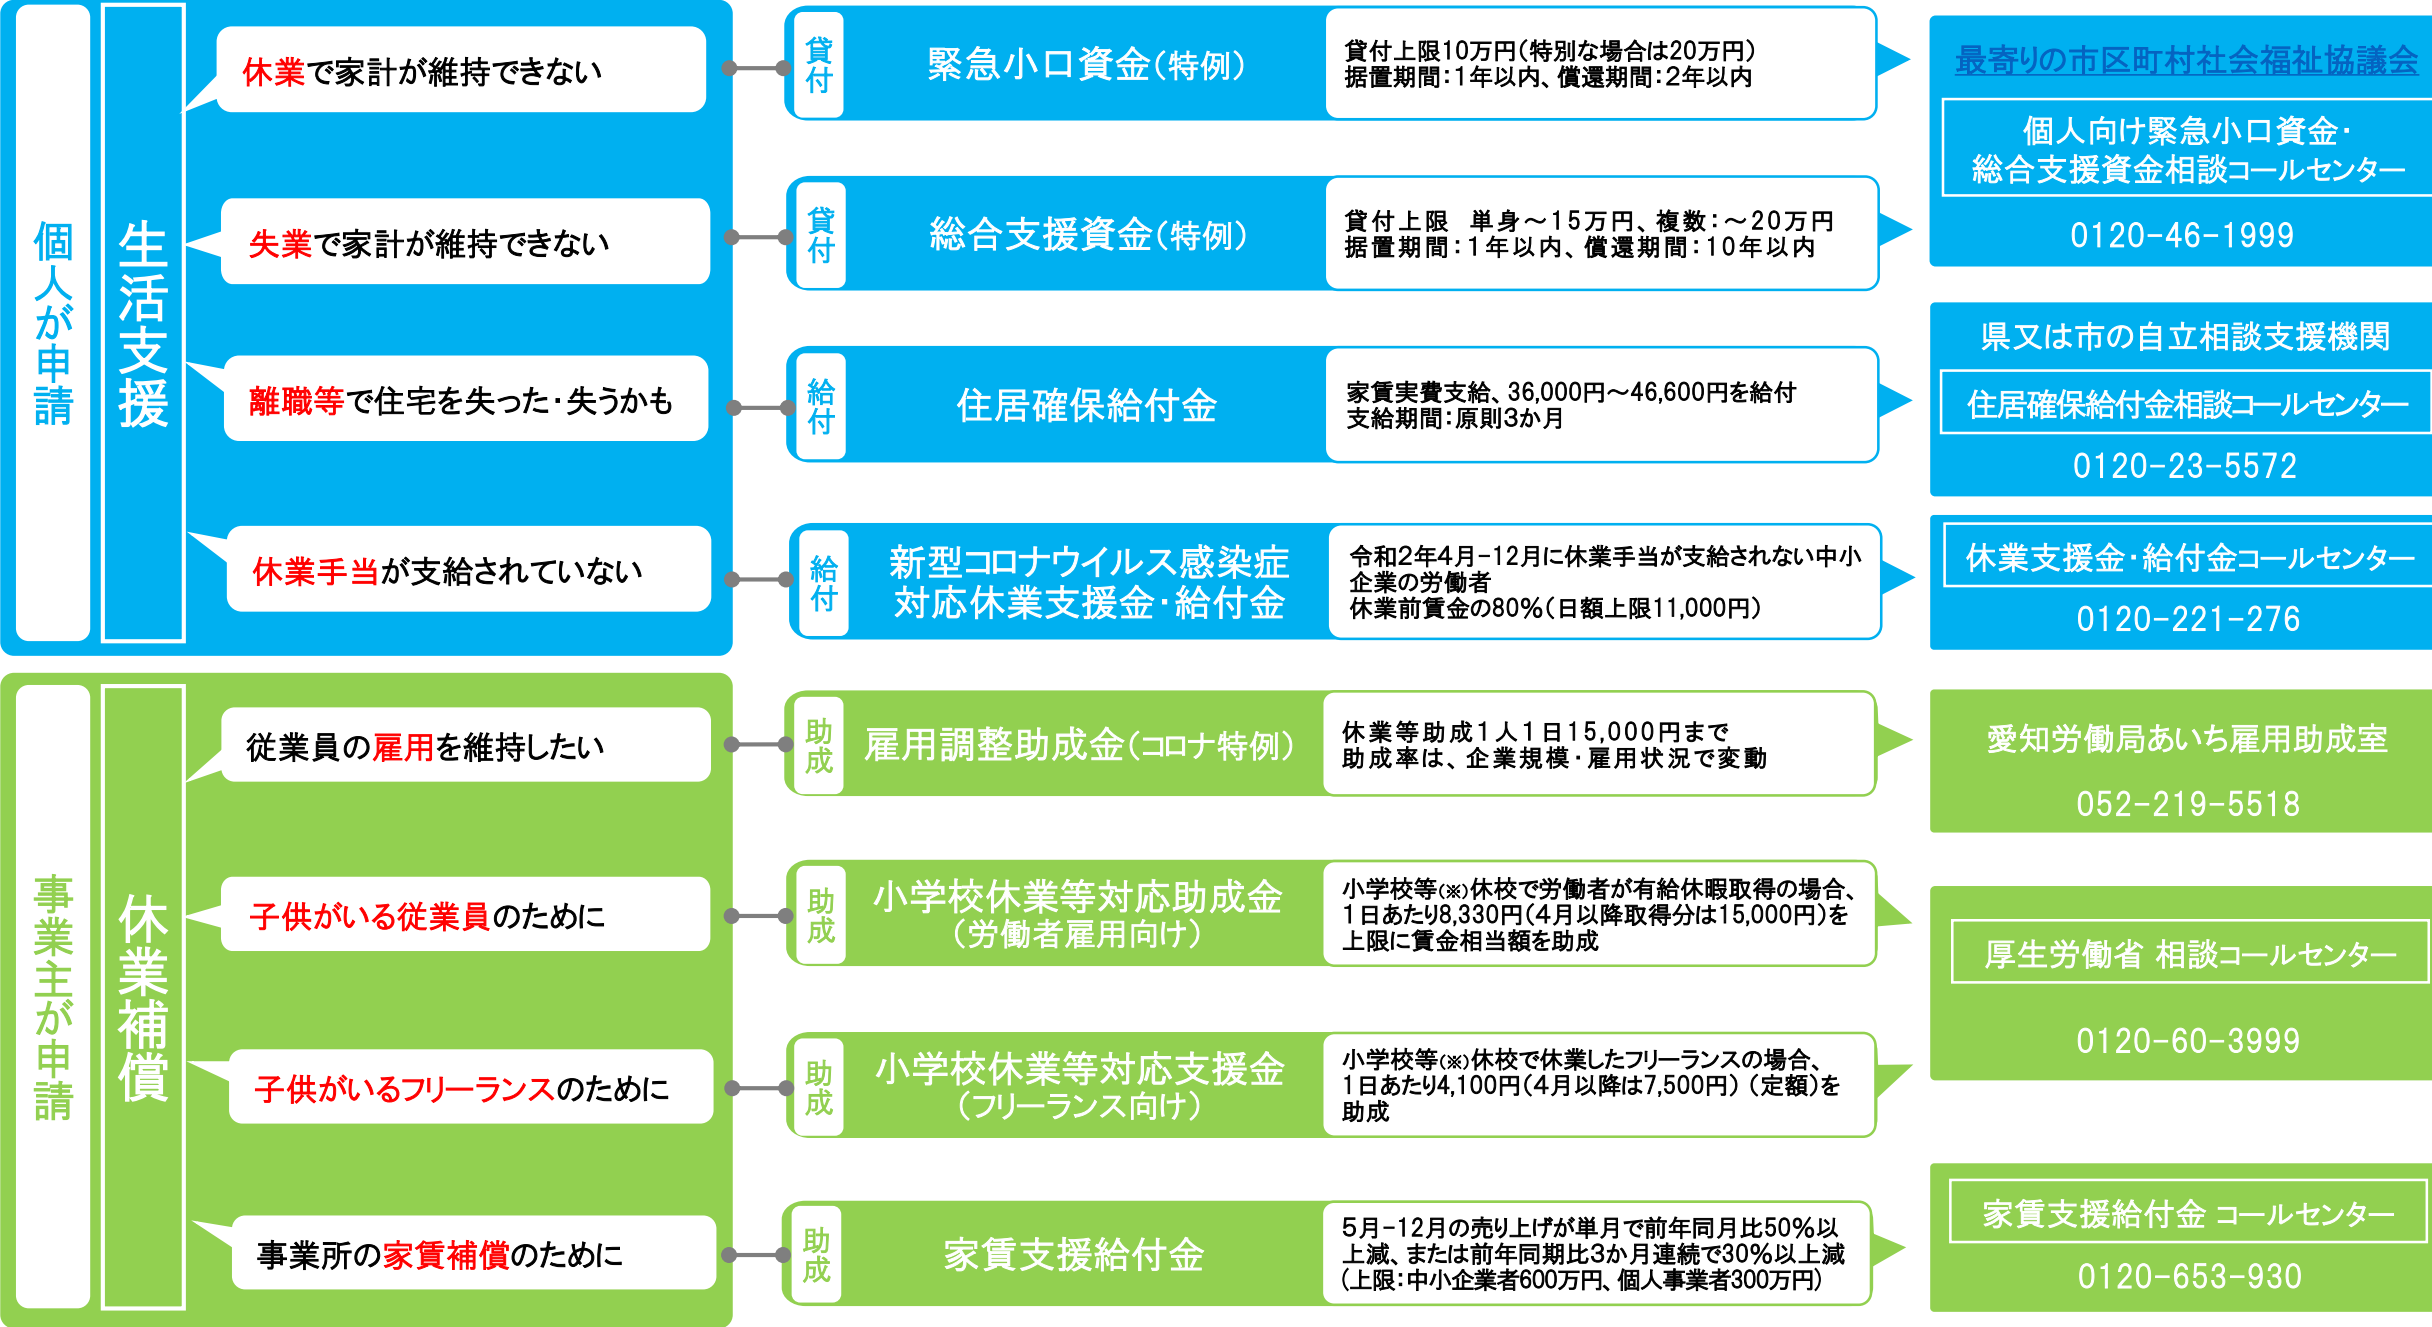 個人が申請
生活支援
休業で家計が維持できない
貸付
緊急小口資金（特例）
貸付上限10万円（特別な場合は20万円）
据置期間：1年以内、償還期間：2年以内
最寄りの市区町村社会福祉協議会
個人向け緊急小口資金・
総合支援資金相談コールセンター
0120-46-1999
失業で家計が維持できない
貸付
総合支援資金（特例）
貸付上限　単身～15万円、複数：～20万円
据置期間：1年以内、償還期間：10年以内
離職等で住宅を失った・失うかも
給付
住居確保給付金
家賃実費支給、36,000円～46,600円を給付
支給期間：原則3か月
県又は市の自立相談支援機関
住居確保給付金相談コールセンター
0120-23-5572
休業手当が支給されていない
給付
新型コロナウイルス感染症
対応休業支援金・給付金
令和2年4月-12月に休業手当が支給されない中小
企業の労働者
休業前賃金の80％（日額上限11,000円）
休業支援金・給付金コールセンター
0120-221-276
事業主が申請
休業補償
従業員の雇用を維持したい
助成
雇用調整助成金（コロナ特例）
休業等助成1人1日15,000円まで
助成率は、企業規模・雇用状況で変動
愛知労働局あいち雇用助成室
052-219-5518
子供がいる従業員のために
助成
小学校休業等対応助成金
（労働者雇用向け）
小学校等（※）休校で労働者が有給休暇取得の場合、
1日あたり8,330円（4月以降取得分は15,000円）を
上限に賃金相当額を助成
厚生労働省 相談コールセンター
0120-60-3999
子供がいるフリーランスのために
助成
小学校休業等対応支援金
（フリーランス向け）
小学校等（※）休校で休業したフリーランスの場合、
1日あたり4,100円（4月以降は7,500円）（定額）を
助成
事業所の家賃補償のために
助成
家賃支援給付金
5月-12月の売り上げが単月で前年同月比50％以
上減、または前年同期比3か月連続で30％以上減
（上限：中小企業者600万円、個人事業者300万円）
家賃支援給付金 コールセンター
0120-653-930